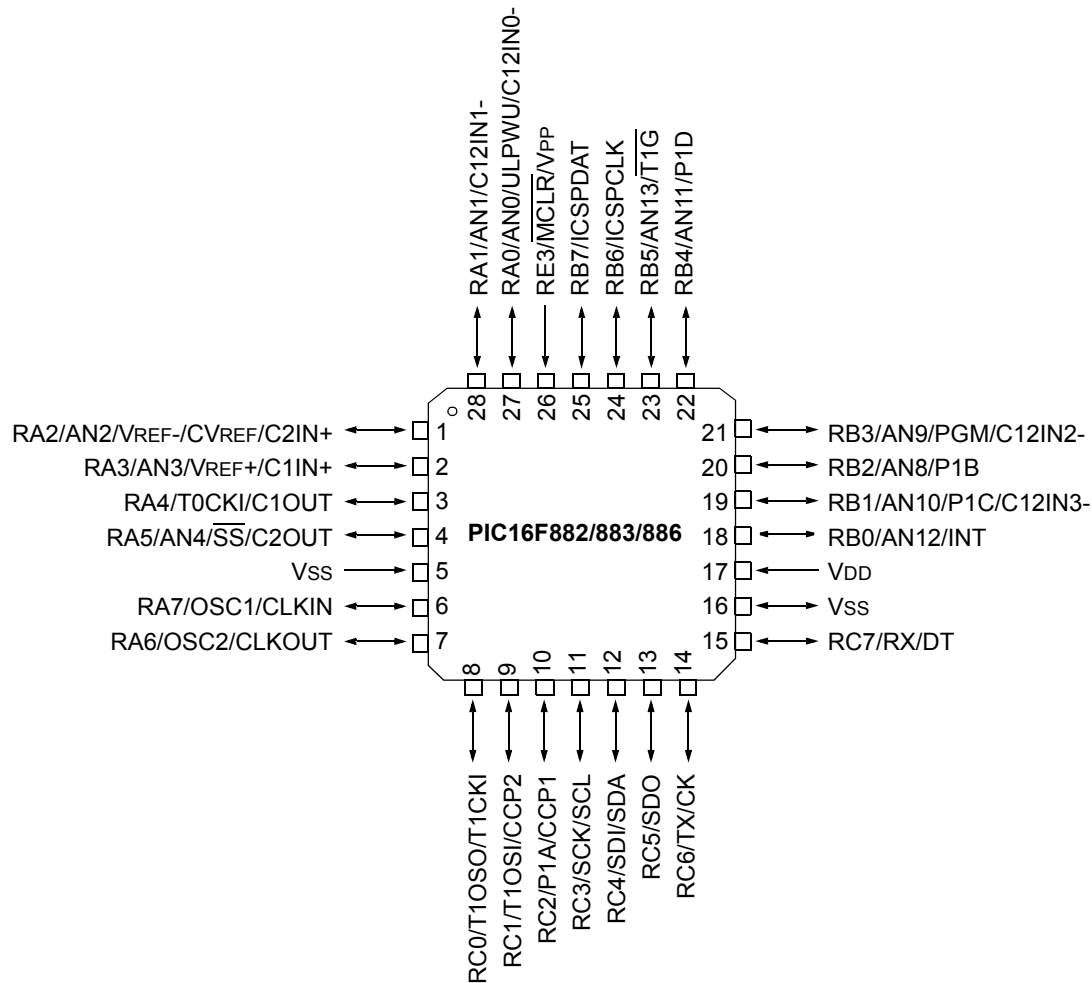 RA1/AN1/C12IN1-
RA0/AN0/ULPWU/C12IN0-
RE3/MCLR/VPP
RB7/ICSPDAT
RB6/ICSPCLK
RB5/AN13/T1G
RB4/AN11/P1D
28
27
26
25
24
23
22
RA2/AN2/VREF-/CVREF/C2IN+
1
RA3/AN3/VREF+/C1IN+
2
RA4/T0CKI/C1OUT
3
RA5/AN4/SS/C2OUT
4
VSS
5
RA7/OSC1/CLKIN
6
RA6/OSC2/CLKOUT
7
PIC16F882/883/886
21
RB3/AN9/PGM/C12IN2-
20
RB2/AN8/P1B
19
RB1/AN10/P1C/C12IN3-
18
RB0/AN12/INT
17
VDD
16
VSS
15
RC7/RX/DT
8
9
10
11
12
13
14
RC0/T1OSO/T1CKI
RC1/T1OSI/CCP2
RC2/P1A/CCP1
RC3/SCK/SCL
RC4/SDI/SDA
RC5/SDO
RC6/TX/CK